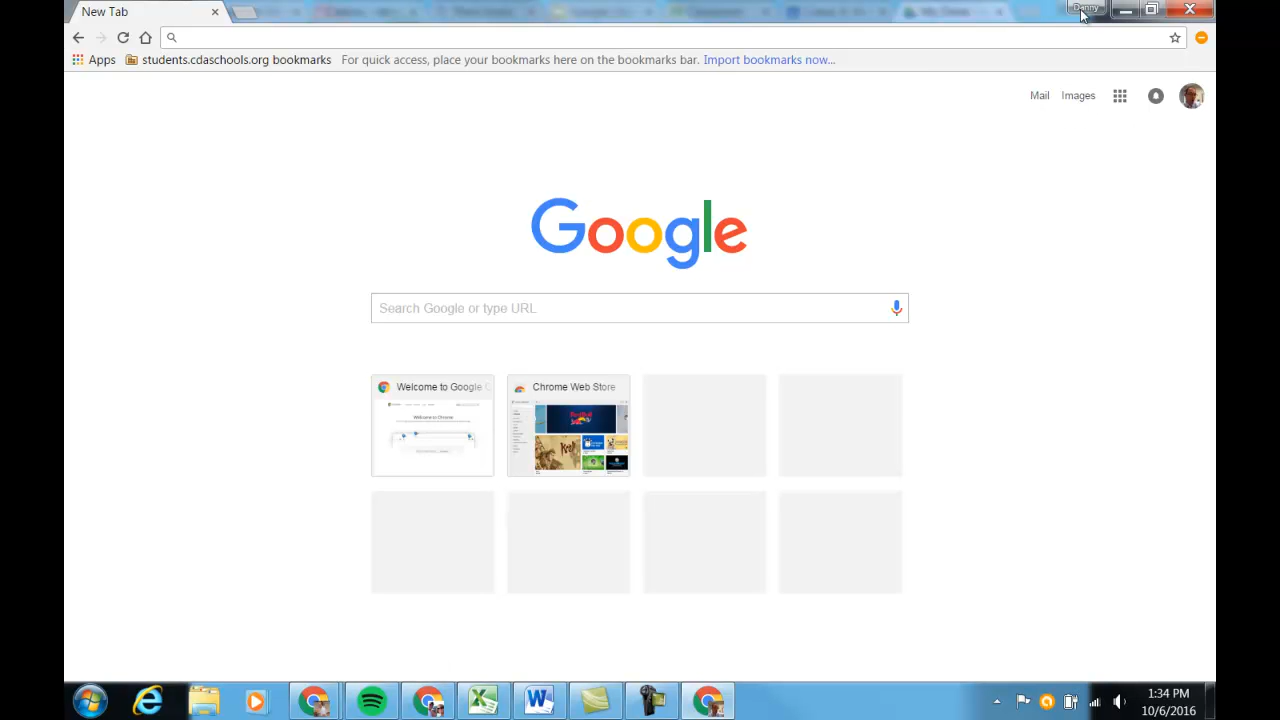 New Tab
Danny
Apps
students.cdaschools.org bookmarks
For quick access, place your bookmarks here on the bookmarks bar. Import bookmarks now...
Mail
Images
Google
Search Google or type URL
Welcome to Google
Chrome Web Store
1:34 PM
10/6/2016